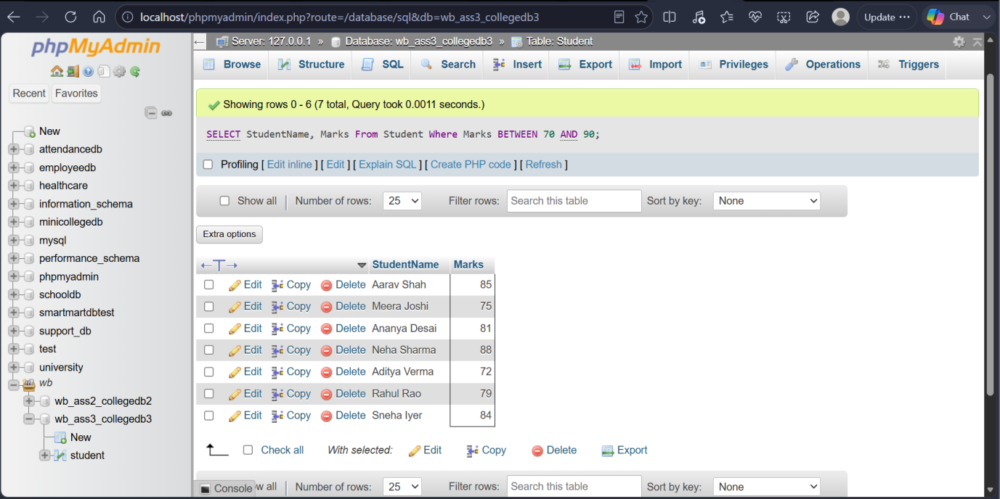 localhost/phpmyadmin/index.php?route=/database/sql&db=wb_ass3_collegedb3
Update
Chat
phpMyAdmin
Recent Favorites
New
attendancedb
employeedb
healthcare
information_schema
minicollegedb
mysql
performance_schema
phpmyadmin
schooldb
smartmartdbtest
support_db
test
university
wb
wb_ass2_collegedb2
wb_ass3_collegedb3
New
student
Server: 127.0.0.1 » Database: wb_ass3_collegedb3 » Table: Student
Browse Structure SQL Search Insert Export Import Privileges Operations Triggers
Showing rows 0 - 6 (7 total, Query took 0.0011 seconds.)
SELECT StudentName, Marks From Student Where Marks BETWEEN 70 AND 90;
Profiling [ Edit inline ] [ Edit ] [ Explain SQL ] [ Create PHP code ] [ Refresh ]
Show all | Number of rows: 25 Filter rows: Search this table Sort by key: None
Extra options
←T→ StudentName Marks
Edit Copy Delete Aarav Shah 85
Edit Copy Delete Meera Joshi 75
Edit Copy Delete Ananya Desai 81
Edit Copy Delete Neha Sharma 88
Edit Copy Delete Aditya Verma 72
Edit Copy Delete Rahul Rao 79
Edit Copy Delete Sneha Iyer 84
Check all With selected: Edit Copy Delete Export
Console w all | Number of rows: 25 Filter rows: Search this table Sort by key: None